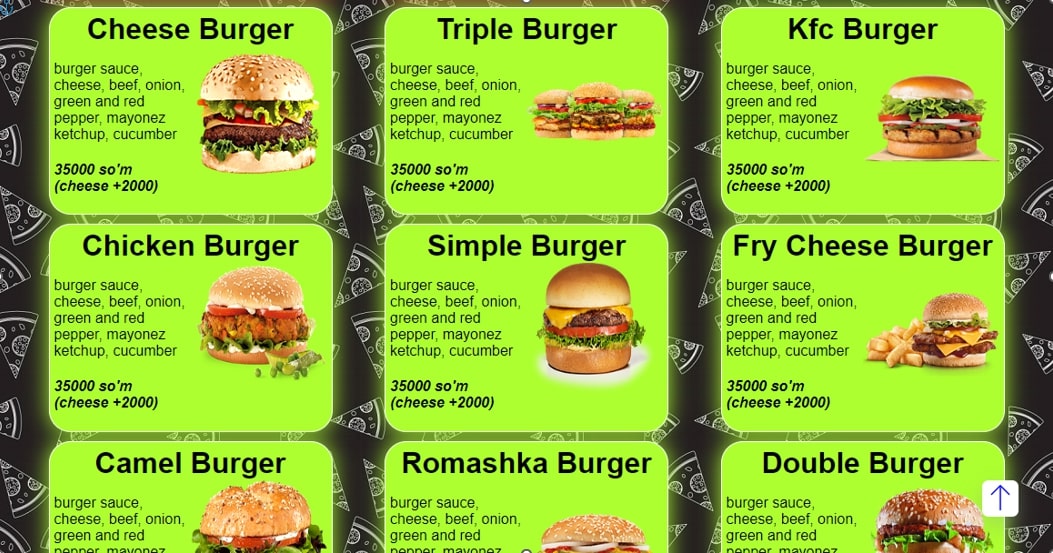 Cheese Burger
burger sauce,
cheese, beef, onion,
green and red
pepper, mayonez
ketchup, cucumber
35000 so'm
(cheese +2000)
Triple Burger
burger sauce,
cheese, beef, onion,
green and red
pepper, mayonez
ketchup, cucumber
35000 so'm
(cheese +2000)
Kfc Burger
burger sauce,
cheese, beef, onion,
green and red
pepper, mayonez
ketchup, cucumber
35000 so'm
(cheese +2000)
Chicken Burger
burger sauce,
cheese, beef, onion,
green and red
pepper, mayonez
ketchup, cucumber
35000 so'm
(cheese +2000)
Simple Burger
burger sauce,
cheese, beef, onion,
green and red
pepper, mayonez
ketchup, cucumber
35000 so'm
(cheese +2000)
Fry Cheese Burger
burger sauce,
cheese, beef, onion,
green and red
pepper, mayonez
ketchup, cucumber
35000 so'm
(cheese +2000)
Camel Burger
burger sauce,
cheese, beef, onion,
green and red
pepper, mayonez
Romashka Burger
burger sauce,
cheese, beef, onion,
green and red
pepper, mayonez
Double Burger
burger sauce,
cheese, beef, onion,
green and red
pepper, mayonez